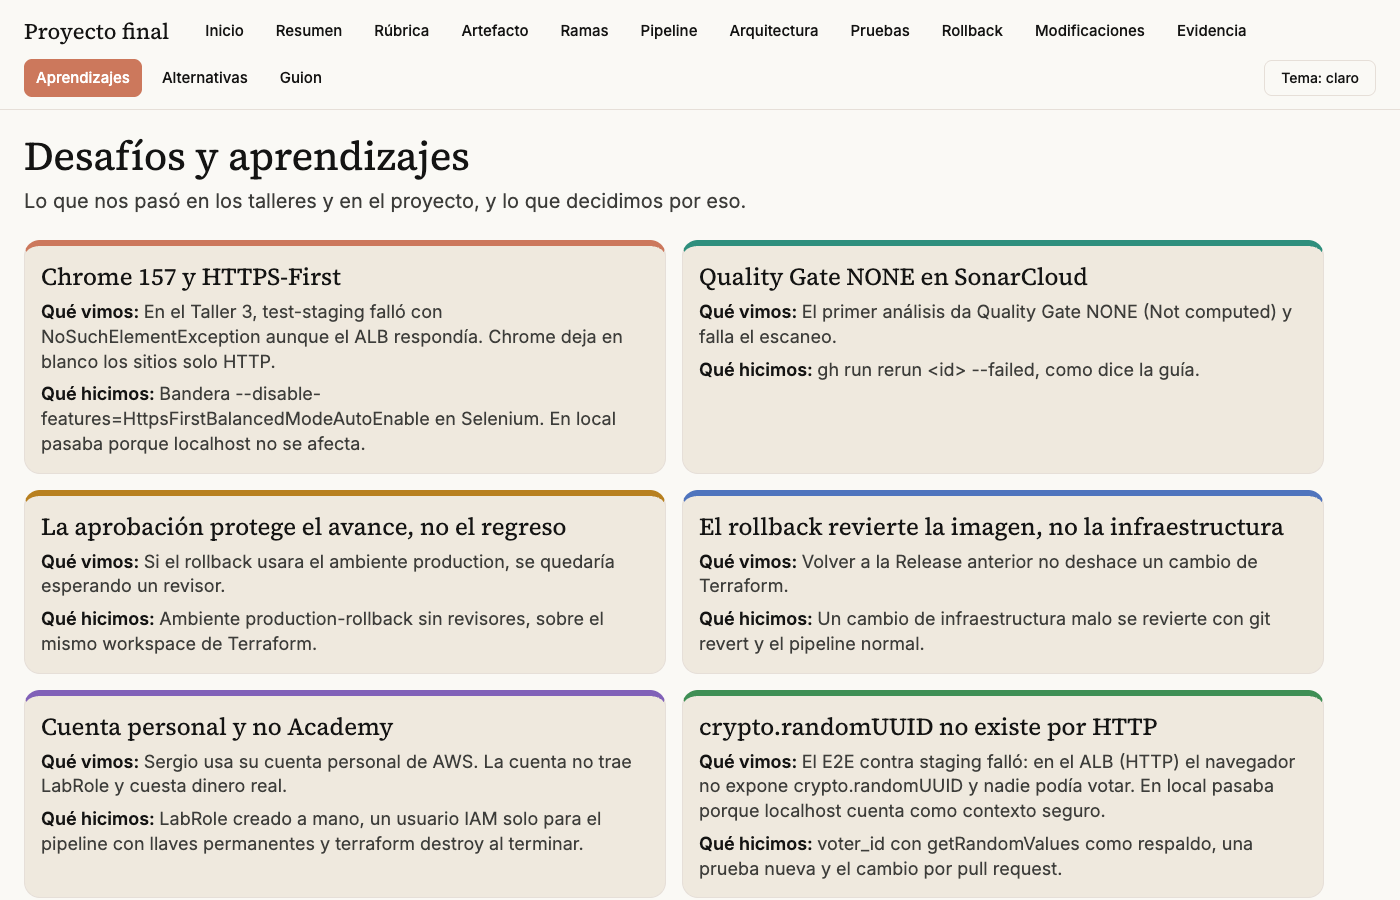 Proyecto final
Inicio
Resumen
Rúbrica
Artefacto
Ramas
Pipeline
Arquitectura
Pruebas
Rollback
Modificaciones
Evidencia
Aprendizajes
Alternativas
Guion
Tema: claro
Desafíos y aprendizajes
Lo que nos pasó en los talleres y en el proyecto, y lo que decidimos por eso.
Chrome 157 y HTTPS-First
Qué vimos: En el Taller 3, test-staging falló con
NoSuchElementException aunque el ALB respondía. Chrome deja en
blanco los sitios solo HTTP.
Qué hicimos: Bandera --disable-
features=HttpsFirstBalancedModeAutoEnable en Selenium. En local
pasaba porque localhost no se afecta.
Quality Gate NONE en SonarCloud
Qué vimos: El primer análisis da Quality Gate NONE (Not computed) y
falla el escaneo.
Qué hicimos: gh run rerun <id> --failed, como dice la guía.
La aprobación protege el avance, no el regreso
Qué vimos: Si el rollback usara el ambiente production, se quedaría
esperando un revisor.
Qué hicimos: Ambiente production-rollback sin revisores, sobre el
mismo workspace de Terraform.
El rollback revierte la imagen, no la infraestructura
Qué vimos: Volver a la Release anterior no deshace un cambio de
Terraform.
Qué hicimos: Un cambio de infraestructura malo se revierte con git
revert y el pipeline normal.
Cuenta personal y no Academy
Qué vimos: Sergio usa su cuenta personal de AWS. La cuenta no trae
LabRole y cuesta dinero real.
Qué hicimos: LabRole creado a mano, un usuario IAM solo para el
pipeline con llaves permanentes y terraform destroy al terminar.
crypto.randomUUID no existe por HTTP
Qué vimos: El E2E contra staging falló: en el ALB (HTTP) el navegador
no expone crypto.randomUUID y nadie podía votar. En local pasaba
porque localhost cuenta como contexto seguro.
Qué hicimos: voter_id con getRandomValues como respaldo, una
prueba nueva y el cambio por pull request.